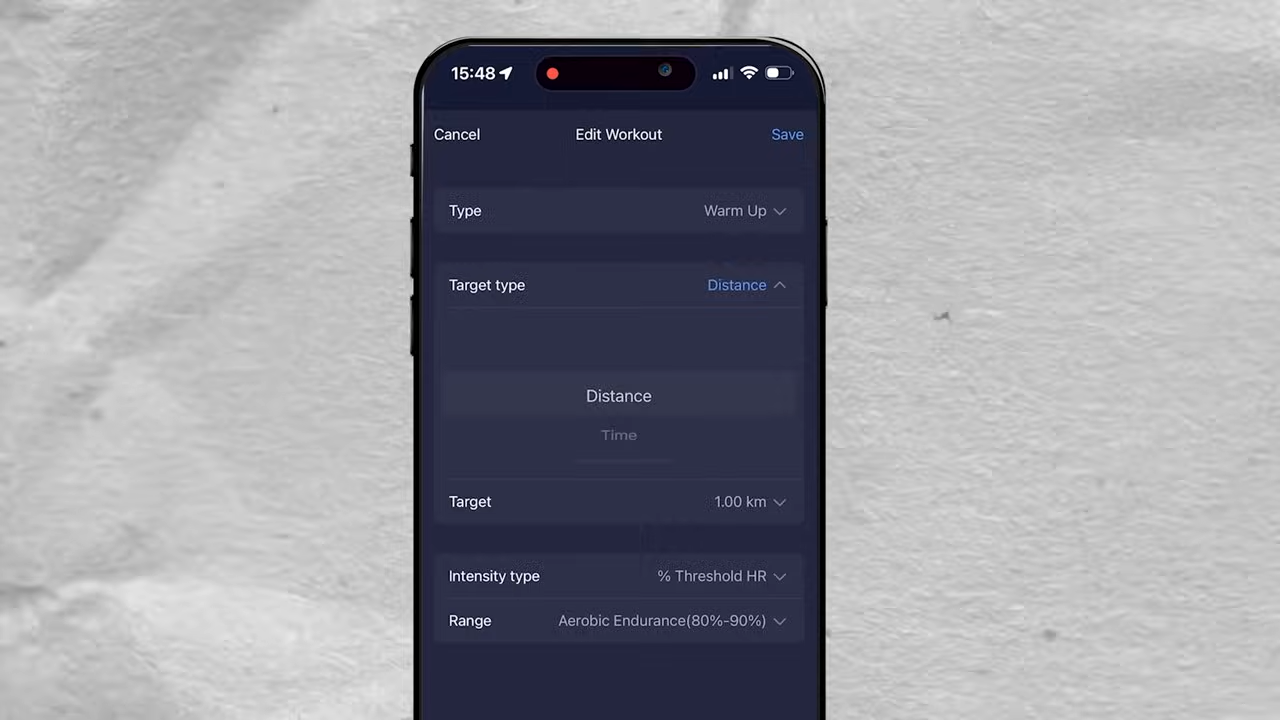 15:48
Cancel Edit Workout Save
Type Warm Up
Target type Distance
Distance
Time
Target 1.00 km
Intensity type % Threshold HR
Range Aerobic Endurance(80%-90%)